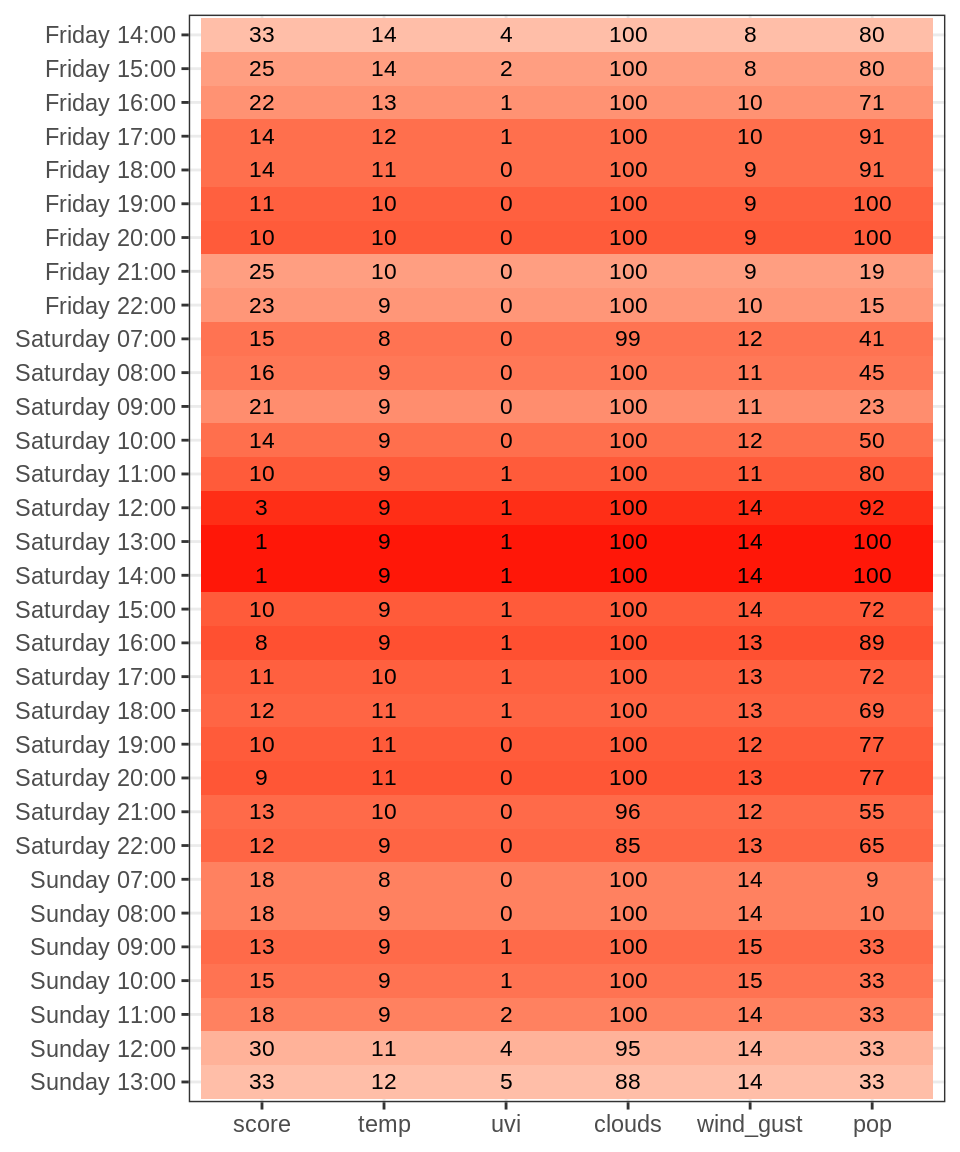 Friday 14:00 33 14 4 100 8 80
Friday 15:00 25 14 2 100 8 80
Friday 16:00 22 13 1 100 10 71
Friday 17:00 14 12 1 100 10 91
Friday 18:00 14 11 0 100 9 91
Friday 19:00 11 10 0 100 9 100
Friday 20:00 10 10 0 100 9 100
Friday 21:00 25 10 0 100 9 19
Friday 22:00 23 9 0 100 10 15
Saturday 07:00 15 8 0 99 12 41
Saturday 08:00 16 9 0 100 11 45
Saturday 09:00 21 9 0 100 11 23
Saturday 10:00 14 9 0 100 12 50
Saturday 11:00 10 9 1 100 11 80
Saturday 12:00 3 9 1 100 14 92
Saturday 13:00 1 9 1 100 14 100
Saturday 14:00 1 9 1 100 14 100
Saturday 15:00 10 9 1 100 14 72
Saturday 16:00 8 9 1 100 13 89
Saturday 17:00 11 10 1 100 13 72
Saturday 18:00 12 11 1 100 13 69
Saturday 19:00 10 11 0 100 12 77
Saturday 20:00 9 11 0 100 13 77
Saturday 21:00 13 10 0 96 12 55
Saturday 22:00 12 9 0 85 13 65
Sunday 07:00 18 8 0 100 14 9
Sunday 08:00 18 9 0 100 14 10
Sunday 09:00 13 9 1 100 15 33
Sunday 10:00 15 9 1 100 15 33
Sunday 11:00 18 9 2 100 14 33
Sunday 12:00 30 11 4 95 14 33
Sunday 13:00 33 12 5 88 14 33
score temp uvi clouds wind_gust pop